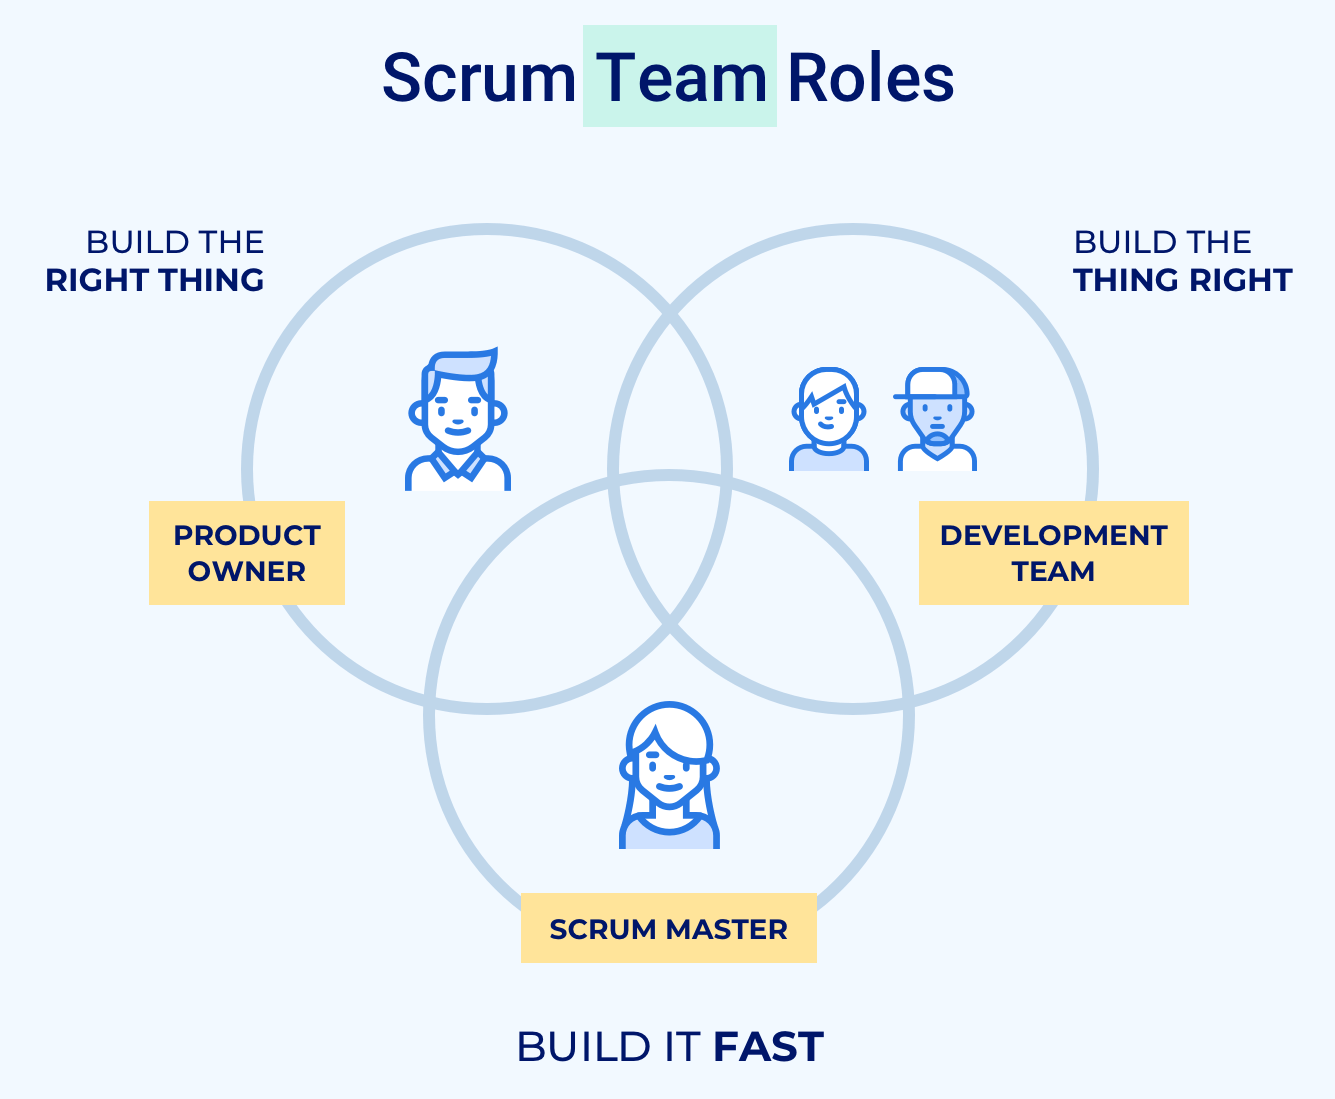 Scrum Team Roles
BUILD THE
RIGHT THING
BUILD THE
THING RIGHT
PRODUCT
OWNER
DEVELOPMENT
TEAM
SCRUM MASTER
BUILD IT FAST